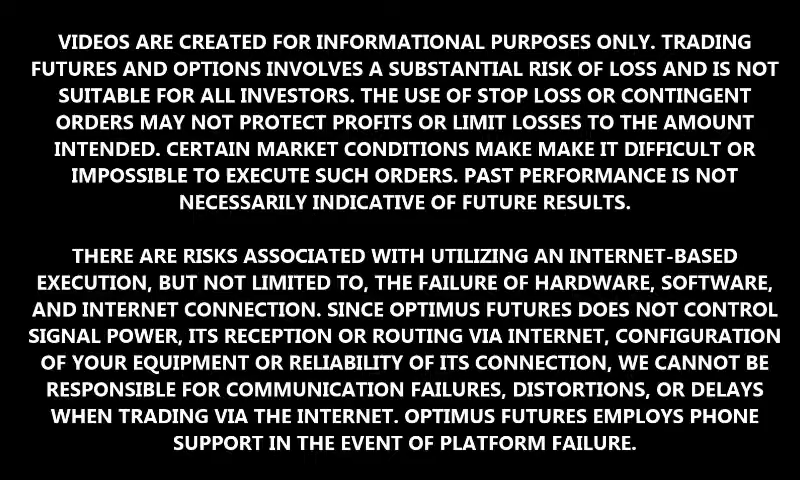 VIDEOS ARE CREATED FOR INFORMATIONAL PURPOSES ONLY. TRADING
FUTURES AND OPTIONS INVOLVES A SUBSTANTIAL RISK OF LOSS AND IS NOT
SUITABLE FOR ALL INVESTORS. THE USE OF STOP LOSS OR CONTINGENT
ORDERS MAY NOT PROTECT PROFITS OR LIMIT LOSSES TO THE AMOUNT
INTENDED. CERTAIN MARKET CONDITIONS MAKE MAKE IT DIFFICULT OR
IMPOSSIBLE TO EXECUTE SUCH ORDERS. PAST PERFORMANCE IS NOT
NECESSARILY INDICATIVE OF FUTURE RESULTS.
THERE ARE RISKS ASSOCIATED WITH UTILIZING AN INTERNET-BASED
EXECUTION, BUT NOT LIMITED TO, THE FAILURE OF HARDWARE, SOFTWARE,
AND INTERNET CONNECTION. SINCE OPTIMUS FUTURES DOES NOT CONTROL
SIGNAL POWER, ITS RECEPTION OR ROUTING VIA INTERNET, CONFIGURATION
OF YOUR EQUIPMENT OR RELIABILITY OF ITS CONNECTION, WE CANNOT BE
RESPONSIBLE FOR COMMUNICATION FAILURES, DISTORTIONS, OR DELAYS
WHEN TRADING VIA THE INTERNET. OPTIMUS FUTURES EMPLOYS PHONE
SUPPORT IN THE EVENT OF PLATFORM FAILURE.